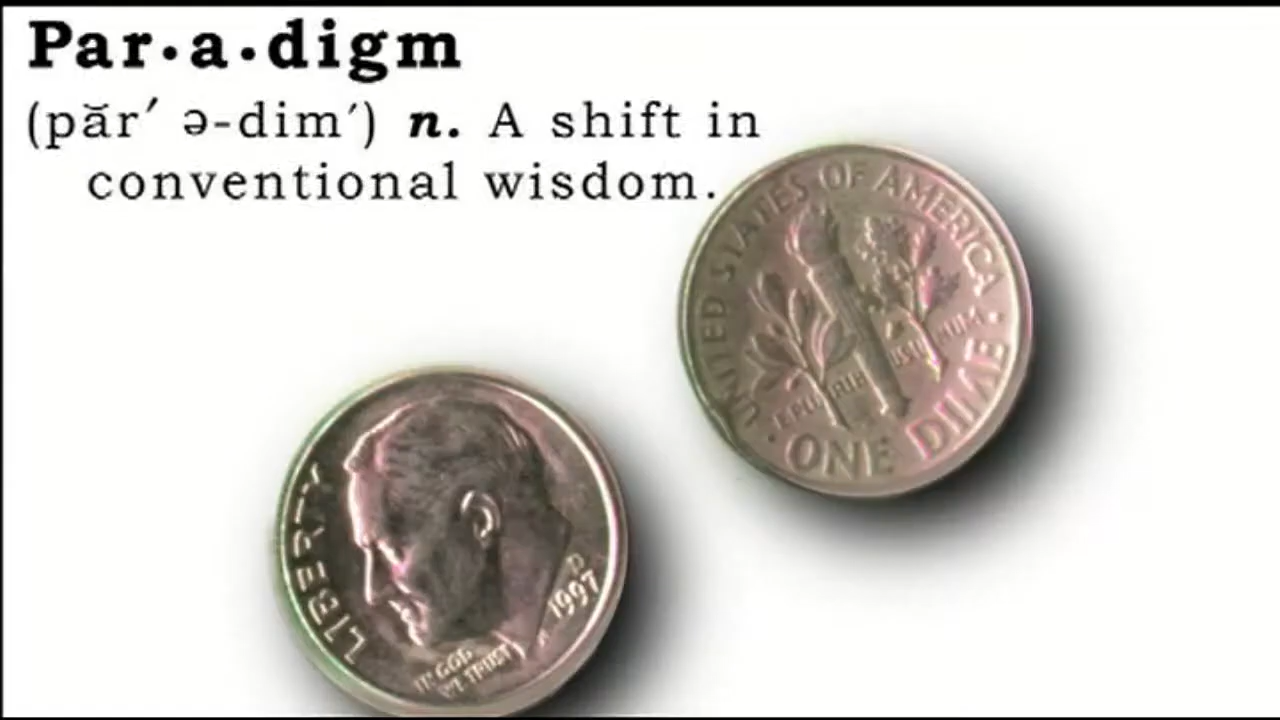 Par·a·digm
(păr′ ə-dim′) n. A shift in
conventional wisdom.
UNITED STATES OF AMERICA
E PLURIBUS UNUM
· ONE DIME ·
LIBERTY
IN GOD
WE TRUST
D
1997